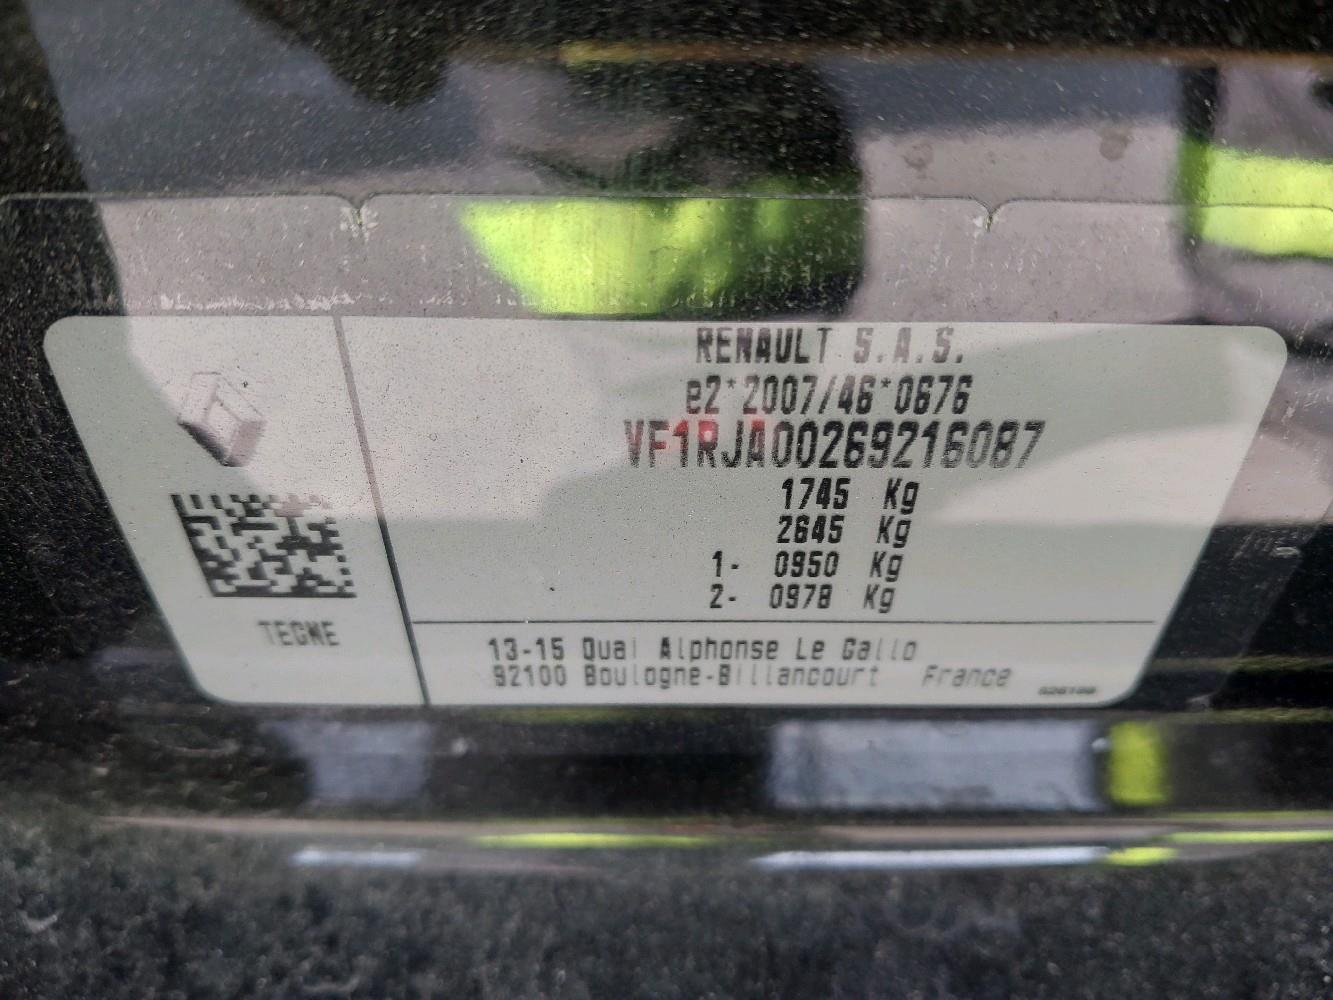 RENAULT S.A.S.
e2*2007/46*0676
VF1RJA00269216087
1745 Kg
2645 Kg
1- 0950 Kg
2- 0978 Kg
TEGNE
13-15 Quai Alphonse Le Gallo
92100 Boulogne-Billancourt France